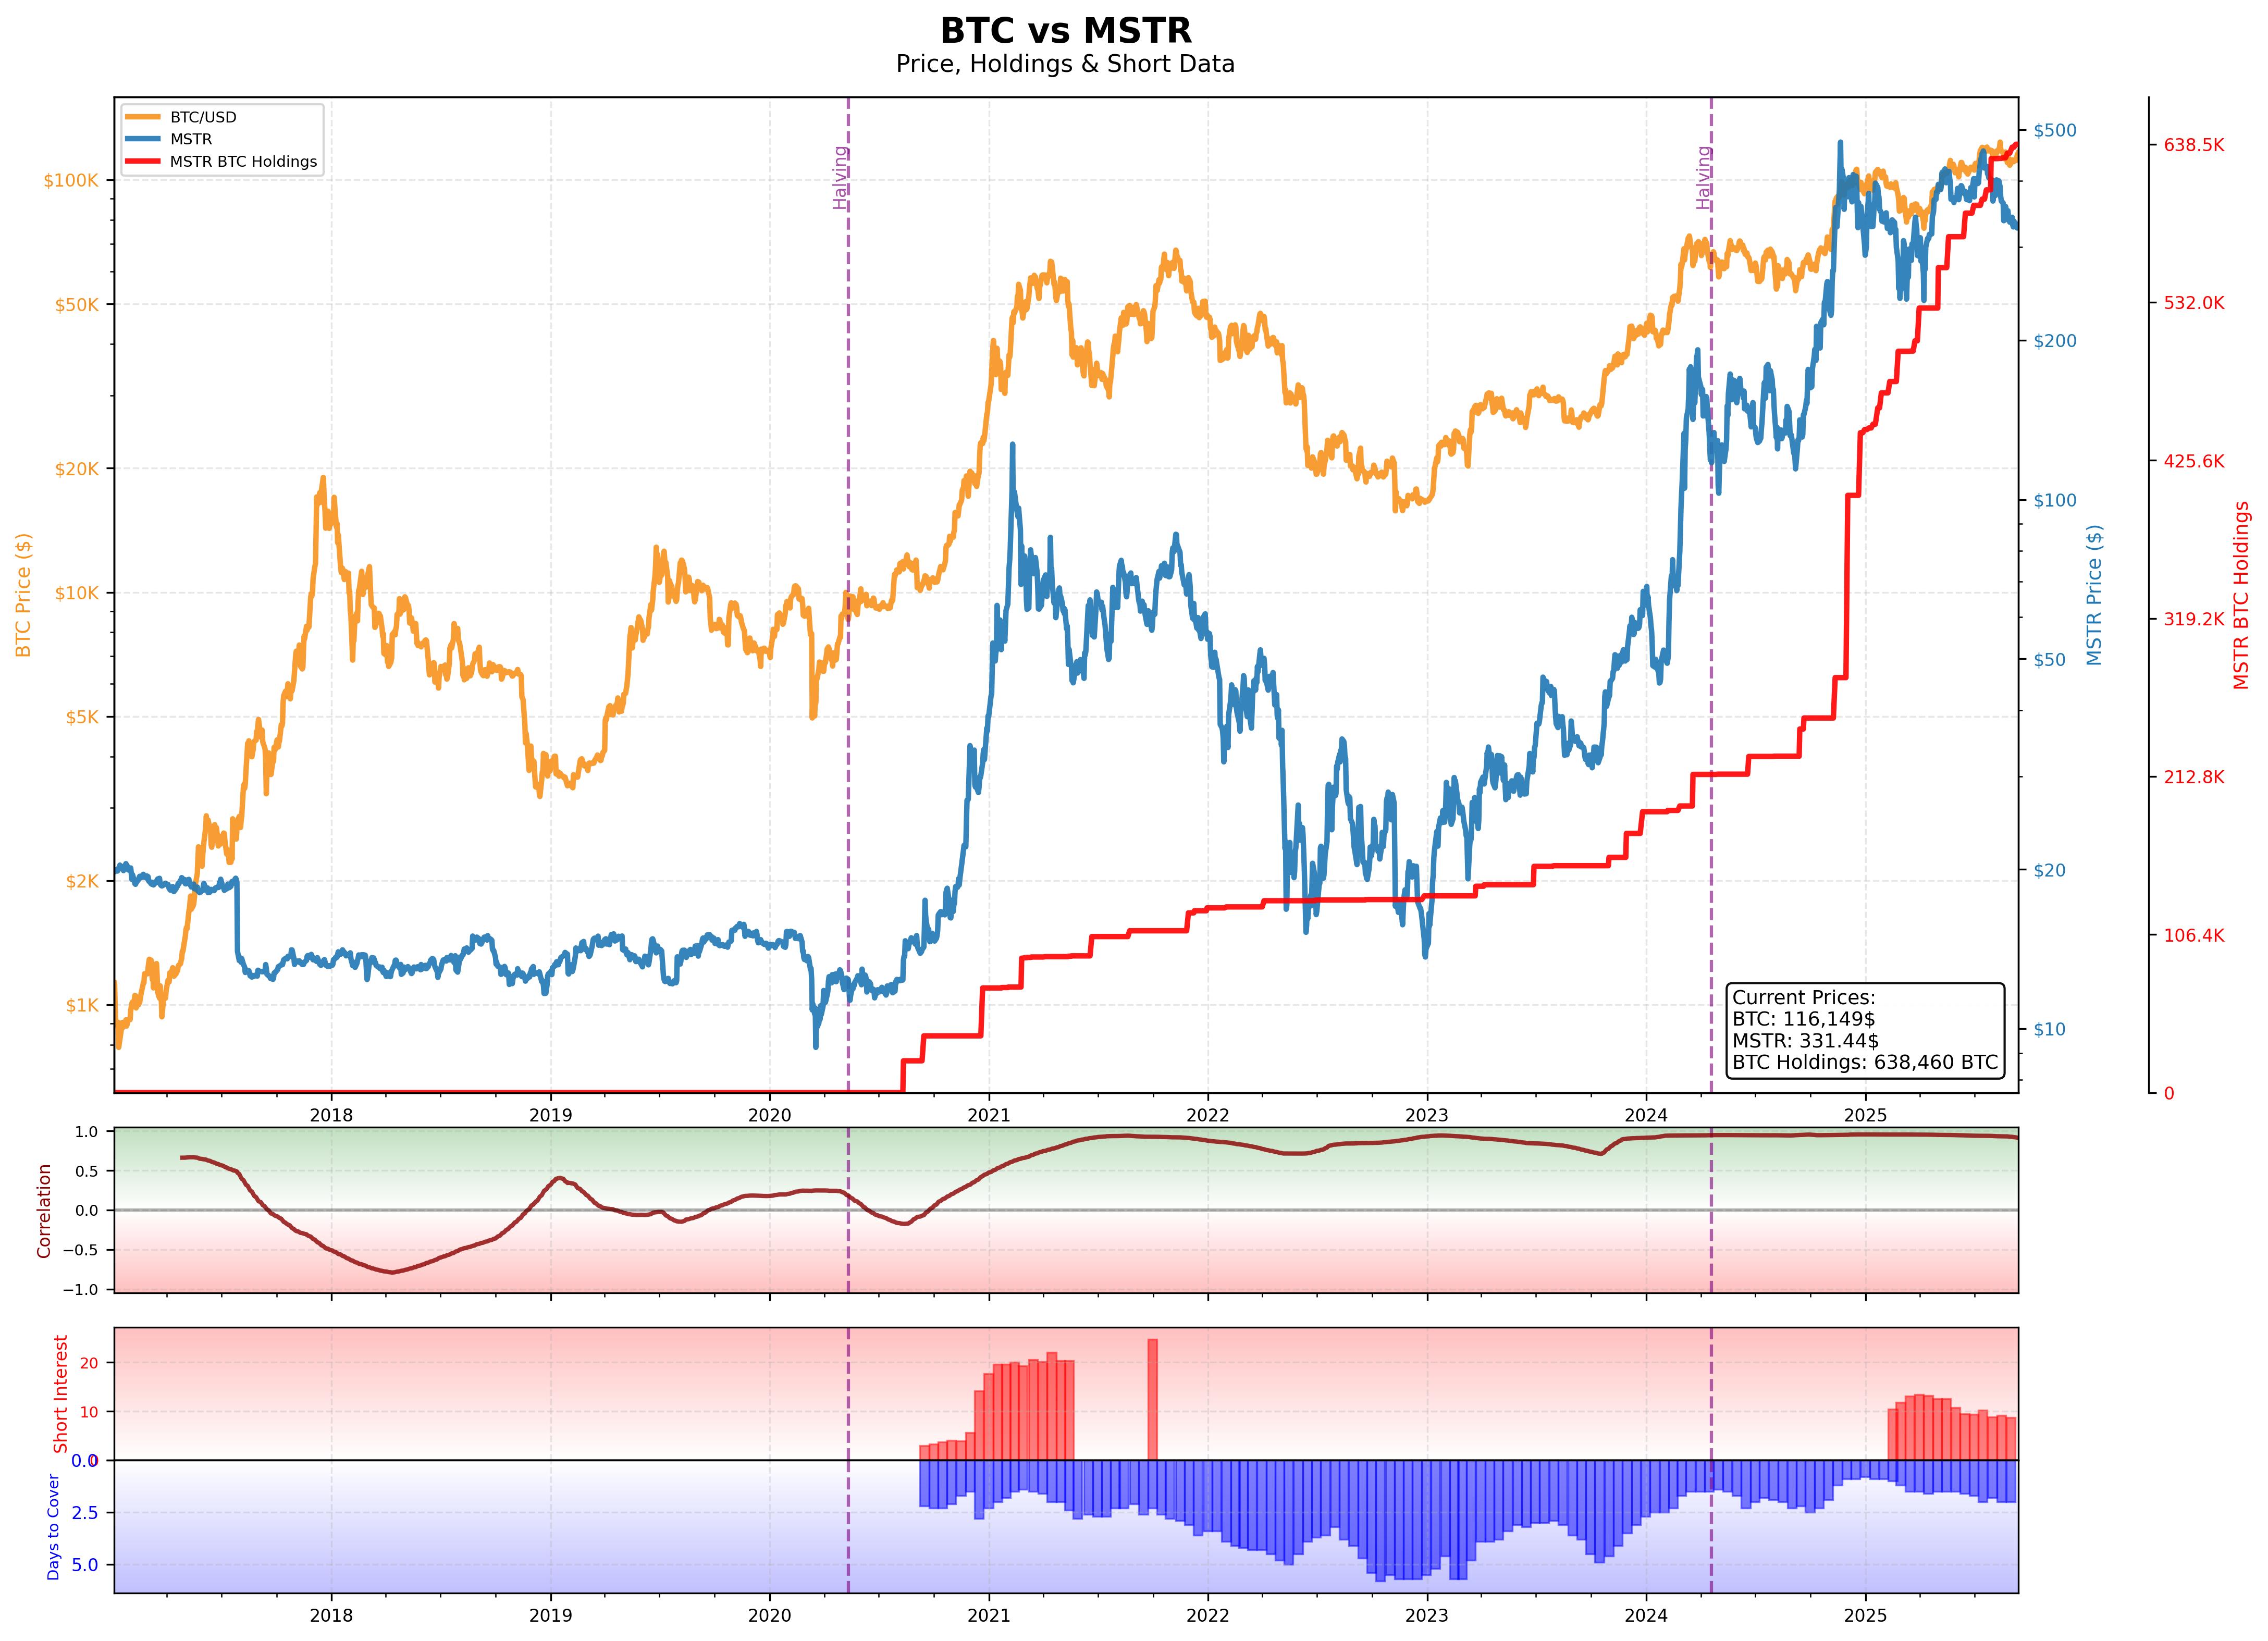 BTC vs MSTR
Price, Holdings & Short Data
BTC/USD
MSTR
MSTR BTC Holdings
Halving
Halving
BTC Price ($)
$100K
$50K
$20K
$10K
$5K
$2K
$1K
MSTR Price ($)
$500
$200
$100
$50
$20
$10
MSTR BTC Holdings
638.5K
532.0K
425.6K
319.2K
212.8K
106.4K
0
Current Prices:
BTC: 116,149$
MSTR: 331.44$
BTC Holdings: 638,460 BTC
2018
2019
2020
2021
2022
2023
2024
2025
Correlation
1.0
0.5
0.0
−0.5
−1.0
Short Interest
20
10
0
Days to Cover
0.0
2.5
5.0
2018
2019
2020
2021
2022
2023
2024
2025